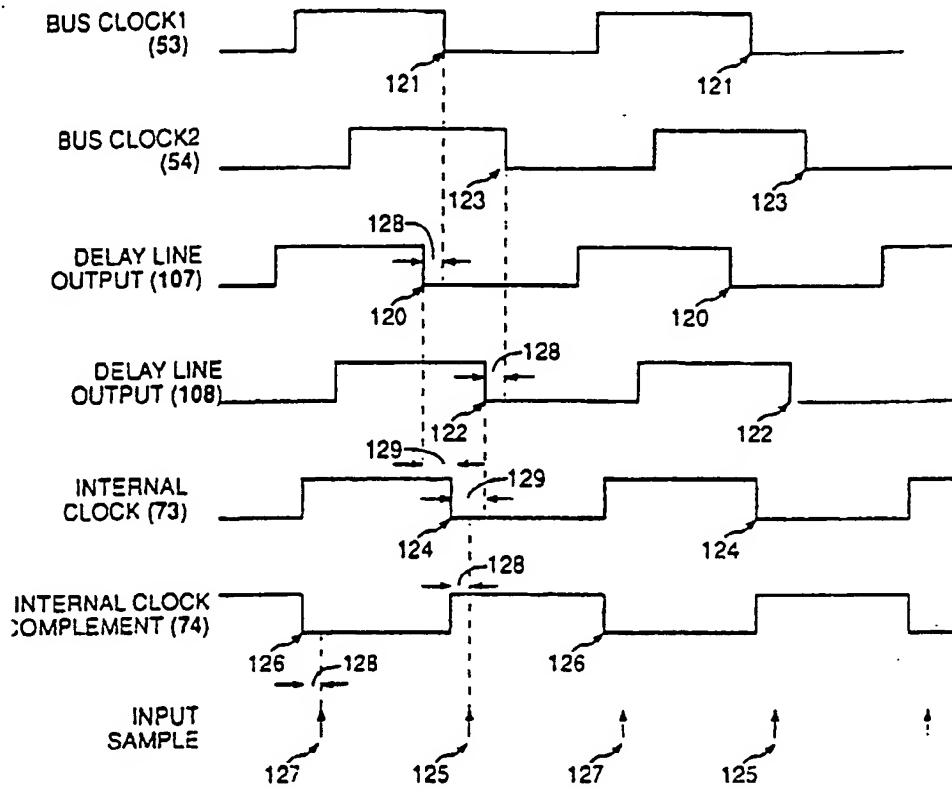 BUS CLOCK1
(53)
121
121
BUS CLOCK2
(54)
123
123
128
DELAY LINE
OUTPUT (107)
120
120
128
DELAY LINE
OUTPUT (108)
122
122
129
129
INTERNAL
CLOCK (73)
124
124
128
INTERNAL CLOCK
COMPLEMENT (74)
126
126
128
INPUT
SAMPLE
127
125
127
125